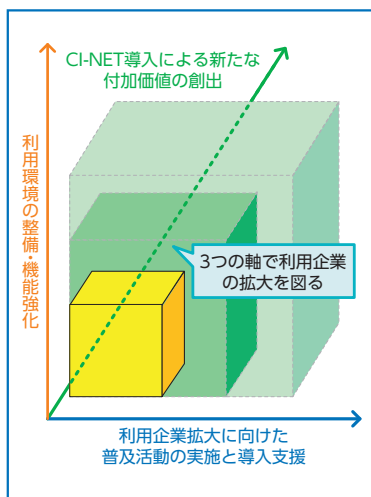 CI-NET導入による新たな
付加価値の創出
利用環境の整備・機能強化
3つの軸で利用企業
の拡大を図る
利用企業拡大に向けた
普及活動の実施と導入支援